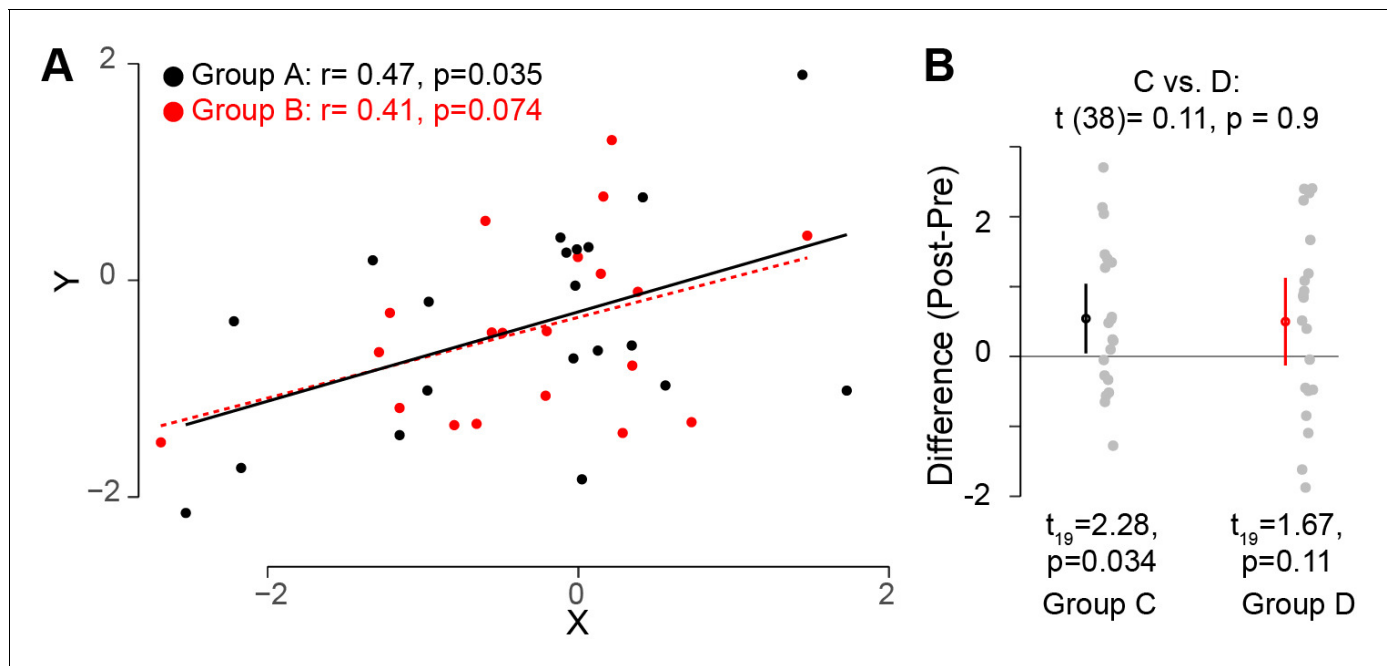 A
2
Group A: r= 0.47, p=0.035
Group B: r= 0.41, p=0.074
Y
0
−2
−2
0
2
X
B
C vs. D:
t (38)= 0.11, p = 0.9
Difference (Post-Pre)
2
0
-2
t19=2.28,
p=0.034
Group C
t19=1.67,
p=0.11
Group D